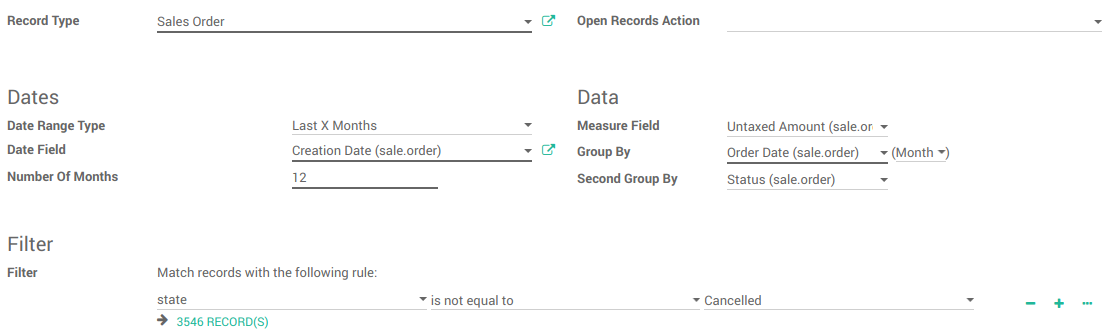 Record Type Sales Order Open Records Action
Dates Data
Date Range Type Last X Months Measure Field Untaxed Amount (sale.or
Date Field Creation Date (sale.order) Group By Order Date (sale.order) (Month)
Number Of Months 12 Second Group By Status (sale.order)
Filter
Filter Match records with the following rule:
state is not equal to Cancelled
3546 RECORD(S)